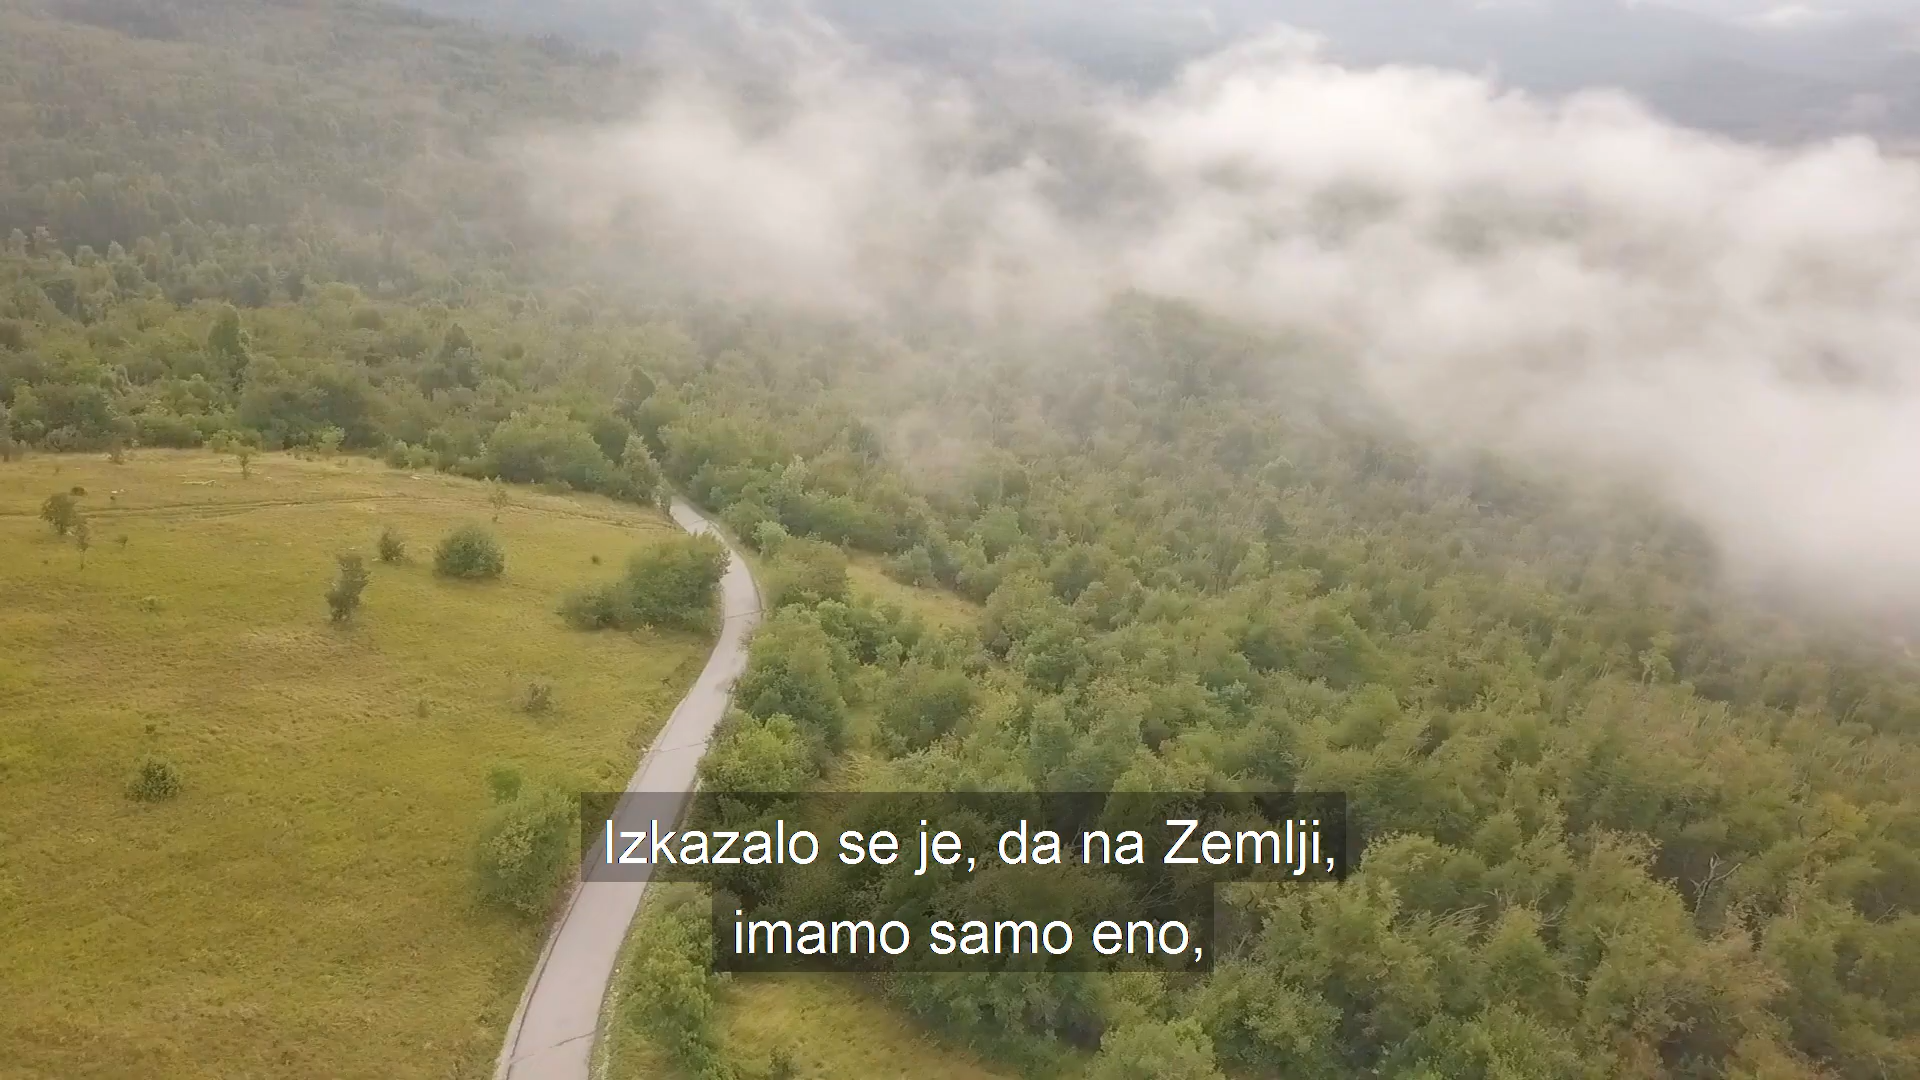 Izkazalo se je, da na Zemlji,
imamo samo eno,